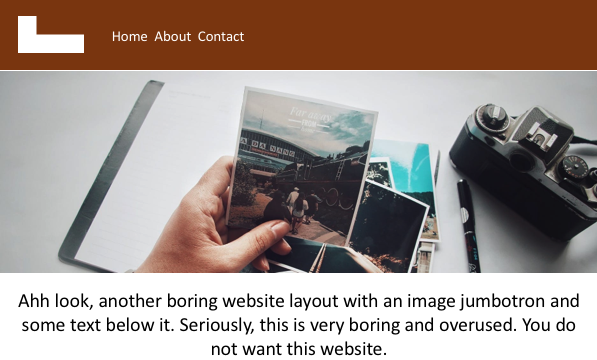 Home About Contact
Ahh look, another boring website layout with an image jumbotron and
some text below it. Seriously, this is very boring and overused. You do
not want this website.